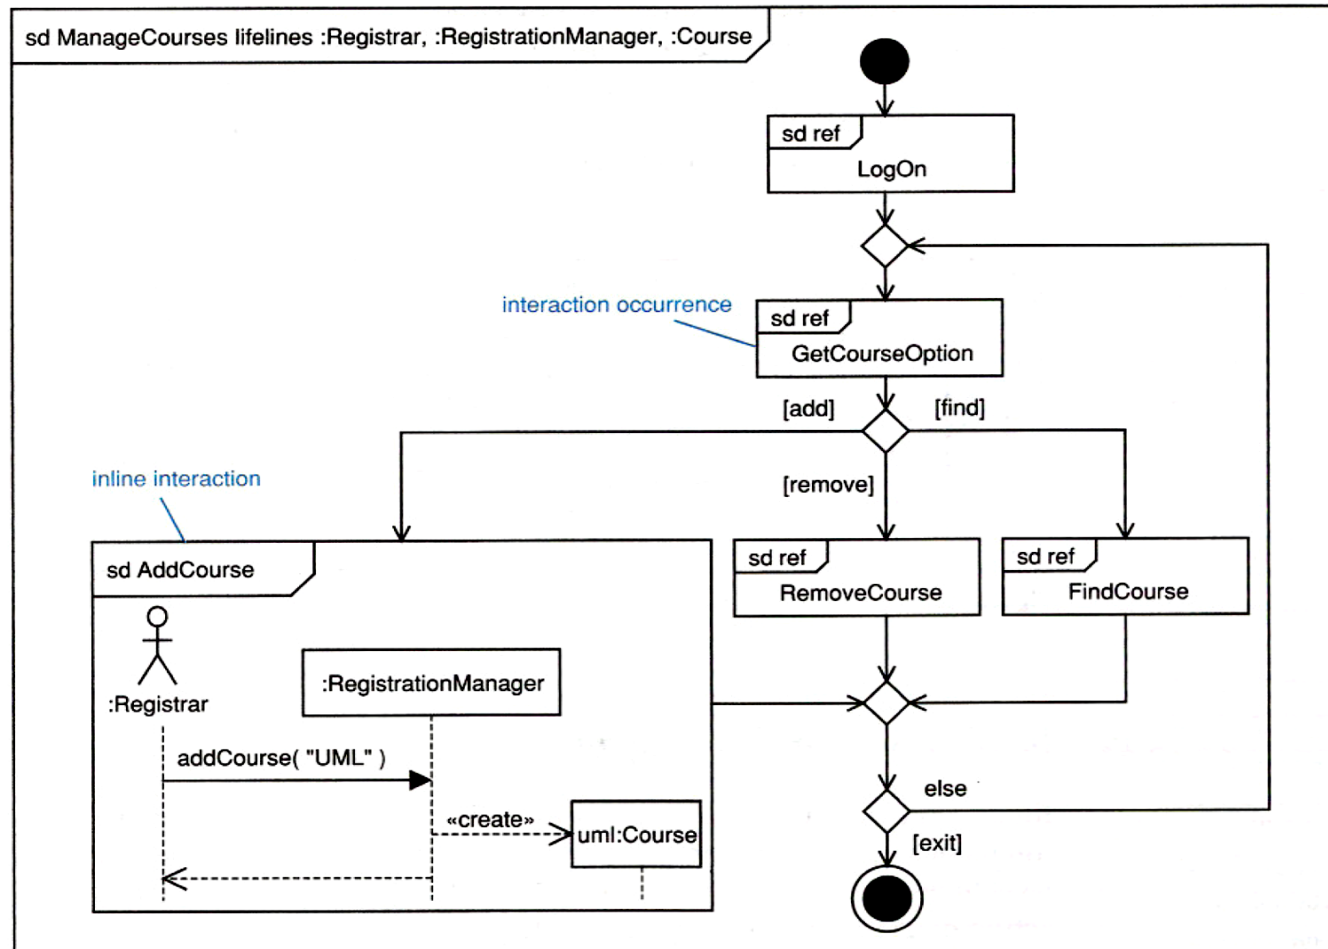 sd ManageCourses lifelines :Registrar, :RegistrationManager, :Course
sd ref
LogOn
interaction occurrence
sd ref
GetCourseOption
[add]
[find]
inline interaction
[remove]
sd AddCourse
sd ref
RemoveCourse
sd ref
FindCourse
:Registrar
:RegistrationManager
addCourse( "UML" )
«create»
uml:Course
else
[exit]